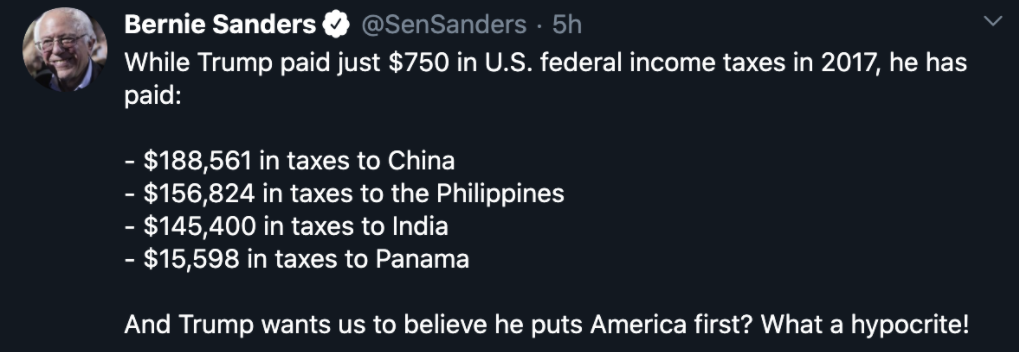 Bernie Sanders @SenSanders · 5h
While Trump paid just $750 in U.S. federal income taxes in 2017, he has
paid:
- $188,561 in taxes to China
- $156,824 in taxes to the Philippines
- $145,400 in taxes to India
- $15,598 in taxes to Panama
And Trump wants us to believe he puts America first? What a hypocrite!